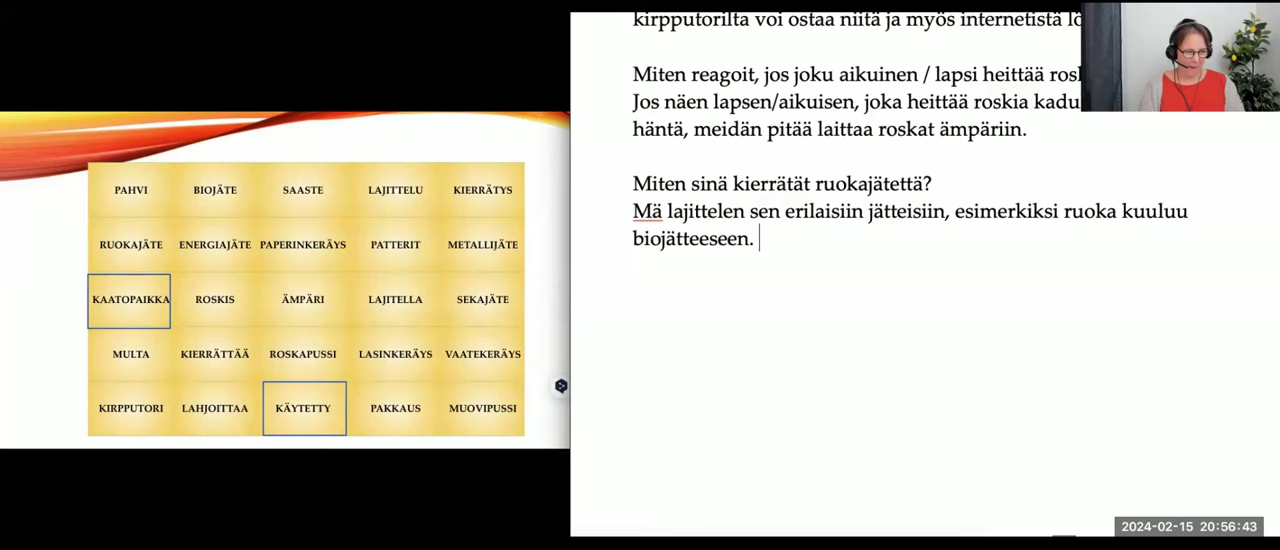 PAHVI BIOJÄTE SAASTE LAJITTELU KIERRÄTYS
RUOKAJÄTE ENERGIAJÄTE PAPERINKERÄYS PATTERIT METALLIJÄTE
KAATOPAIKKA ROSKIS ÄMPÄRI LAJITELLA SEKAJÄTE
MULTA KIERRÄTTÄÄ ROSKAPUSSI LASINKERÄYS VAATEKERÄYS
KIRPPUTORI LAHJOITTAA KÄYTETTY PAKKAUS MUOVIPUSSI
kirpputorilta voi ostaa niitä ja myös internetistä
Miten reagoit, jos joku aikuinen / lapsi heittää
Jos näen lapsen/aikuisen, joka heittää roskia
häntä, meidän pitää laittaa roskat ämpäriin.
Miten sinä kierrätät ruokajätettä?
Mä lajittelen sen erilaisiin jätteisiin, esimerkiksi ruoka kuuluu
biojätteeseen.
2024-02-15 20:56:43